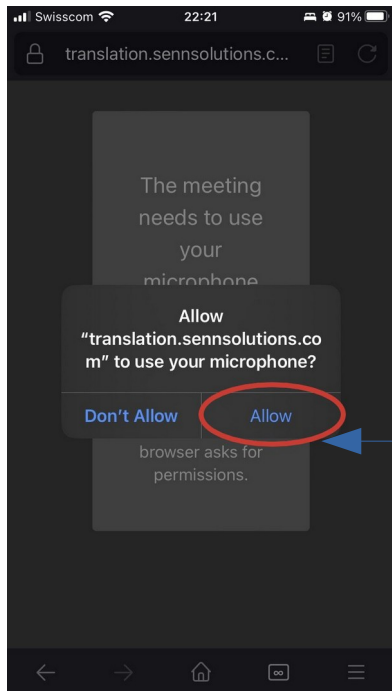 Swisscom 22:21 91%
translation.sennsolutions.c...
The meeting
needs to use
your
microphone
Allow
“translation.sennsolutions.co
m” to use your microphone?
Don’t Allow Allow
browser asks for
permissions.